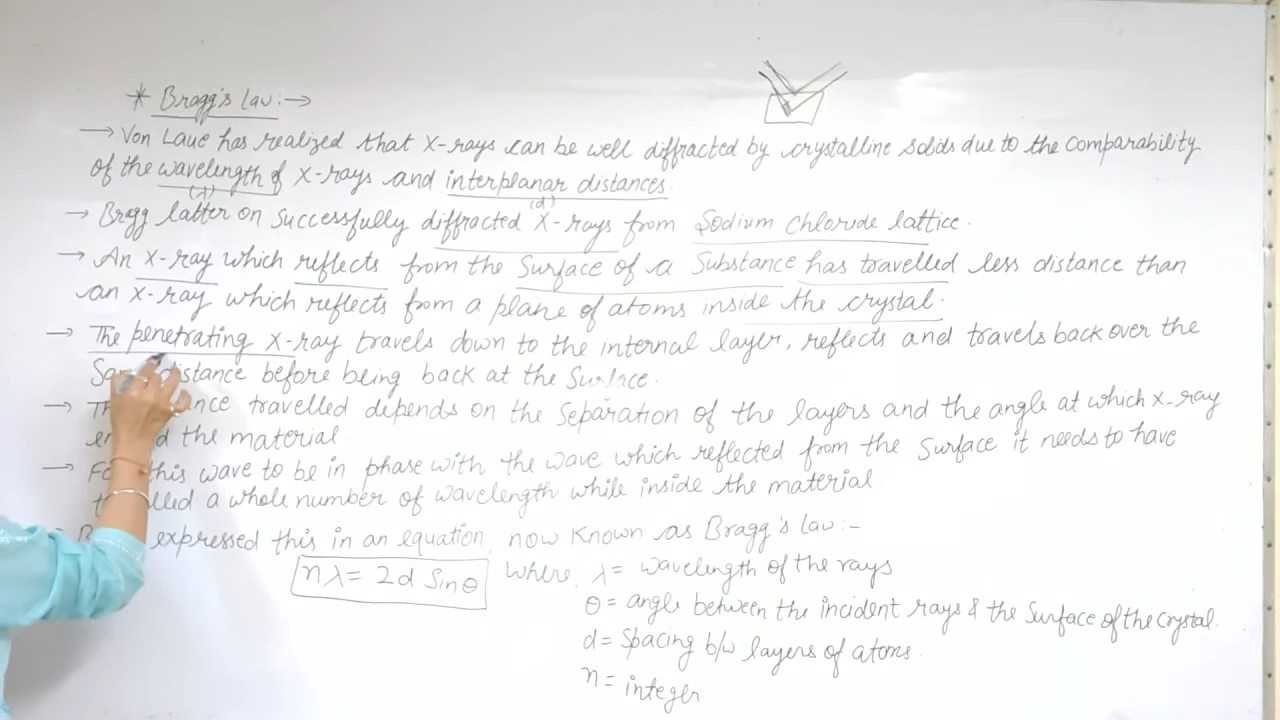 * Bragg's Law:→
→ Von Laue has realized that X-rays can be well diffracted by crystalline solids due to the comparability
of the wavelength of X-rays and interplanar distances.
(λ) (d)
→ Bragg latter on successfully diffracted X-rays from Sodium Chloride lattice.
→ An X-ray which reflects from the Surface of a Substance has travelled less distance than
an X-ray which reflects from a plane of atoms inside the crystal.
→ The penetrating X-ray travels down to the internal layer, reflects and travels back over the
distance before being back at the Surface.
→ travelled depends on the Separation of the layers and the angle at which X-ray
the material.
→ this wave to be in phase with the wave which reflected from the Surface it needs to have
a whole number of wavelength while inside the material.
expressed this in an equation, now Known as Bragg's Law:-
nλ = 2d Sinθ where, λ = wavelength of the rays
θ = angle between the incident rays & the Surface of the Crystal.
d = Spacing b/w layers of atoms.
n = integer